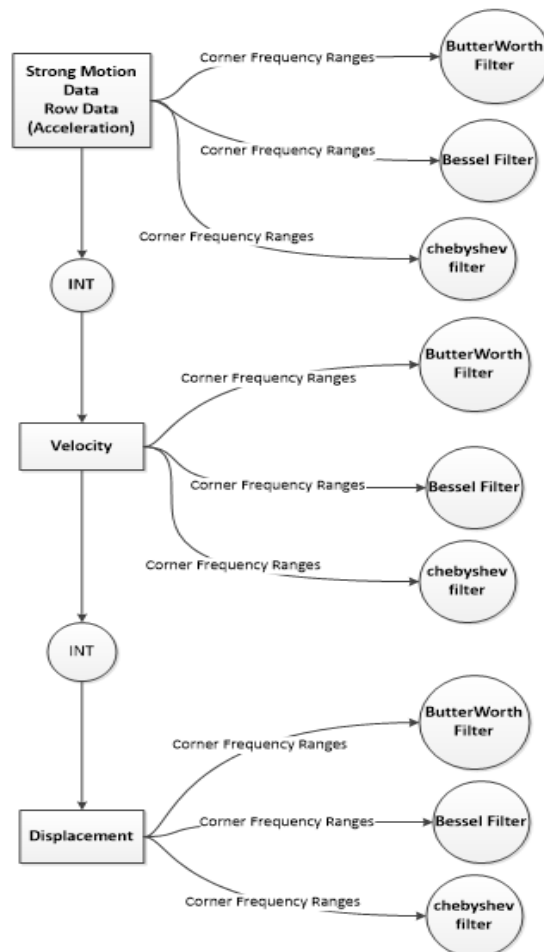 Strong Motion
Data
Row Data
(Acceleration)
Corner Frequency Ranges
ButterWorth
Filter
Corner Frequency Ranges
Bessel Filter
Corner Frequency Ranges
chebyshev
filter
INT
Velocity
Corner Frequency Ranges
ButterWorth
Filter
Corner Frequency Ranges
Bessel Filter
Corner Frequency Ranges
chebyshev
filter
INT
Displacement
Corner Frequency Ranges
ButterWorth
Filter
Corner Frequency Ranges
Bessel Filter
Corner Frequency Ranges
chebyshev
filter